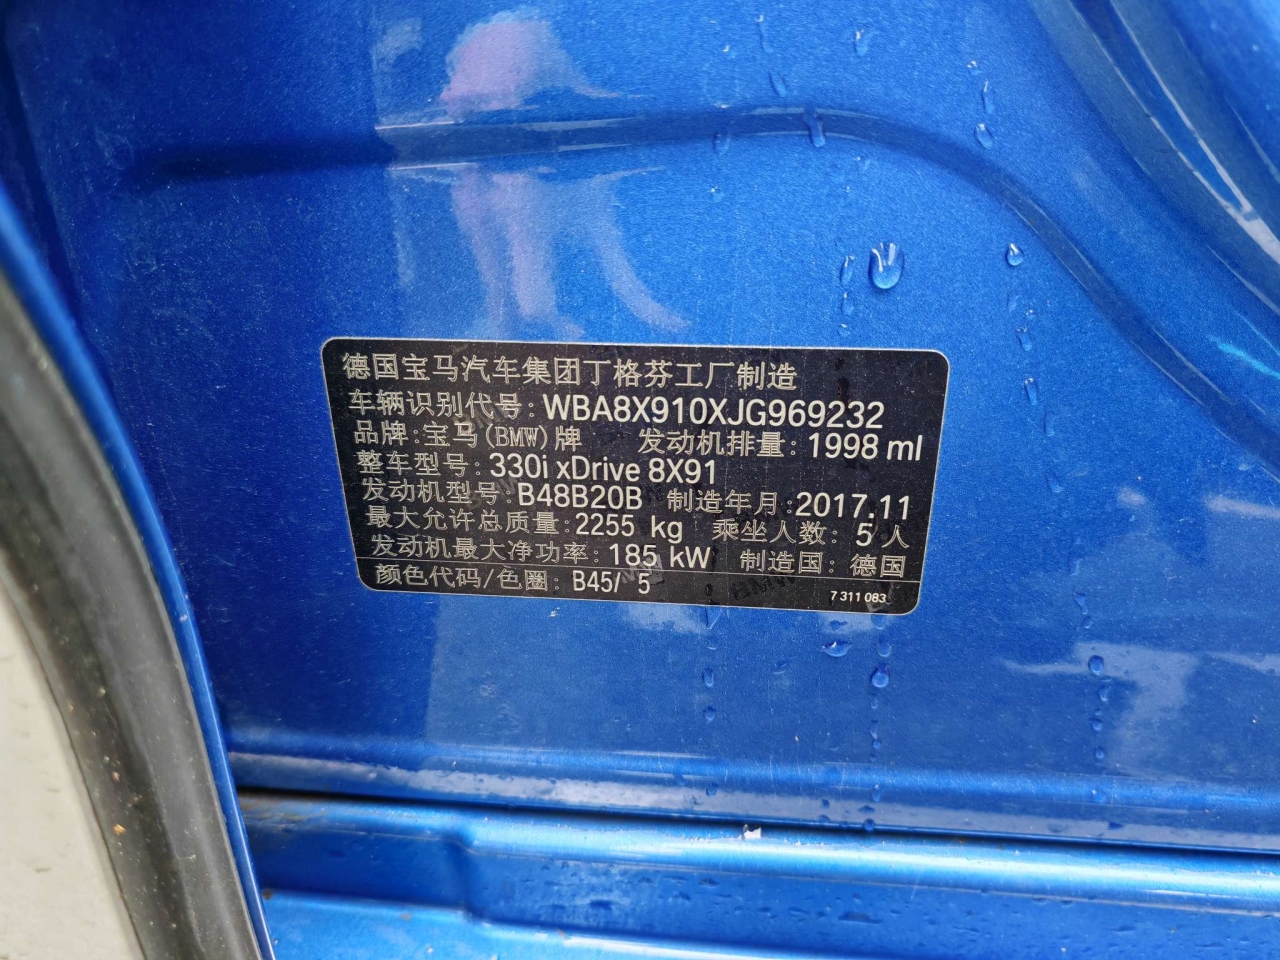 德国宝马汽车集团丁格芬工厂制造
车辆识别代号: WBA8X910XJG969232
品牌:宝马(BMW)牌 发动机排量: 1998 ml
整车型号: 330i xDrive 8X91
发动机型号: B48B20B 制造年月:2017.11
最大允许总质量: 2255 kg 乘坐人数: 5人
发动机最大净功率: 185 kW 制造国: 德国
颜色代码/色圈: B45/ 5 7 311 083